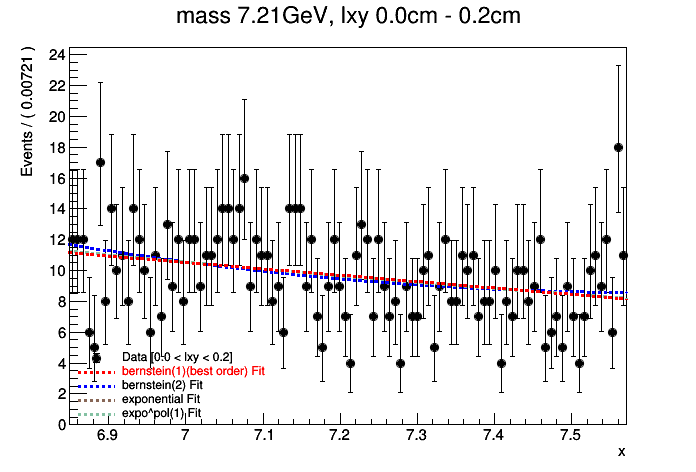 mass 7.21GeV, lxy 0.0cm - 0.2cm
Events / ( 0.00721 )
24
22
20
18
16
14
12
10
8
6
4
2
0
Data [0.0 < lxy < 0.2]
bernstein(1)(best order) Fit
bernstein(2) Fit
exponential Fit
expo^pol(1) Fit
6.9 7 7.1 7.2 7.3 7.4 7.5
x